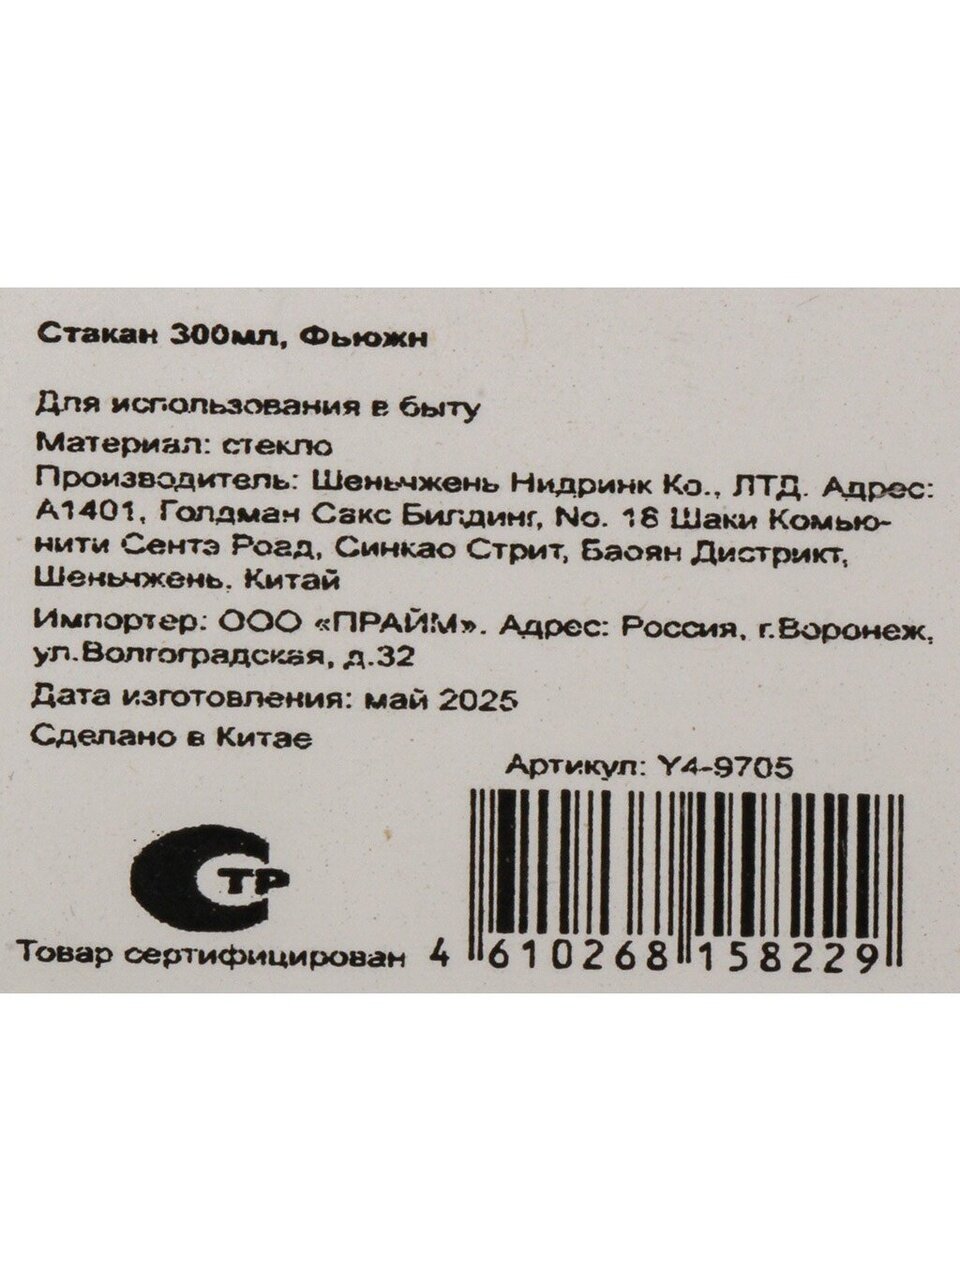 Стакан 300мл, Фьюжн
Для использования в быту
Материал: стекло
Производитель: Шеньчжень Нидринк Ко., ЛТД. Адрес:
А1401, Голдман Сакс Билдинг, No. 18 Шаки Комью-
нити Сентэ Роад, Синкао Стрит, Баоян Дистрикт,
Шеньчжень, Китай
Импортер: ООО «ПРАЙМ». Адрес: Россия, г.Воронеж,
ул.Волгоградская, д.32
Дата изготовления: май 2025
Сделано в Китае
Артикул: Y4-9705
СТР
Товар сертифицирован
4 610268 158229